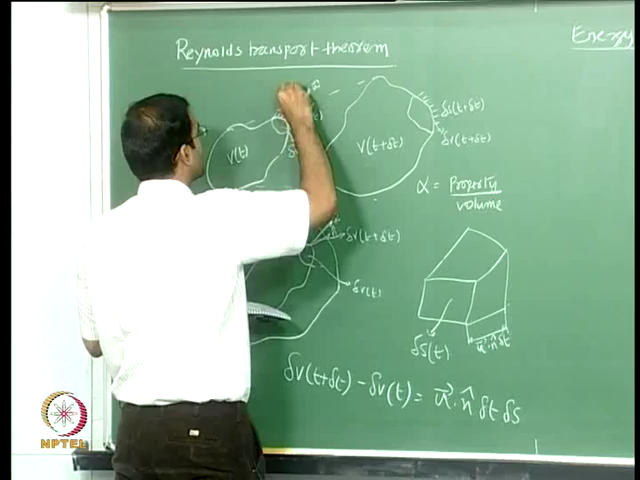 Reynolds transport theorem
Energy
V(t)
V(t+δt)
δS(t+δt)
δV(t+δt)
α = Property / volume
δV(t+δt)
δV(t)
δS(t)
u⃗·n̂ δt
δV(t+δt) - δV(t) = u⃗·n̂ δt δS
NPTEL